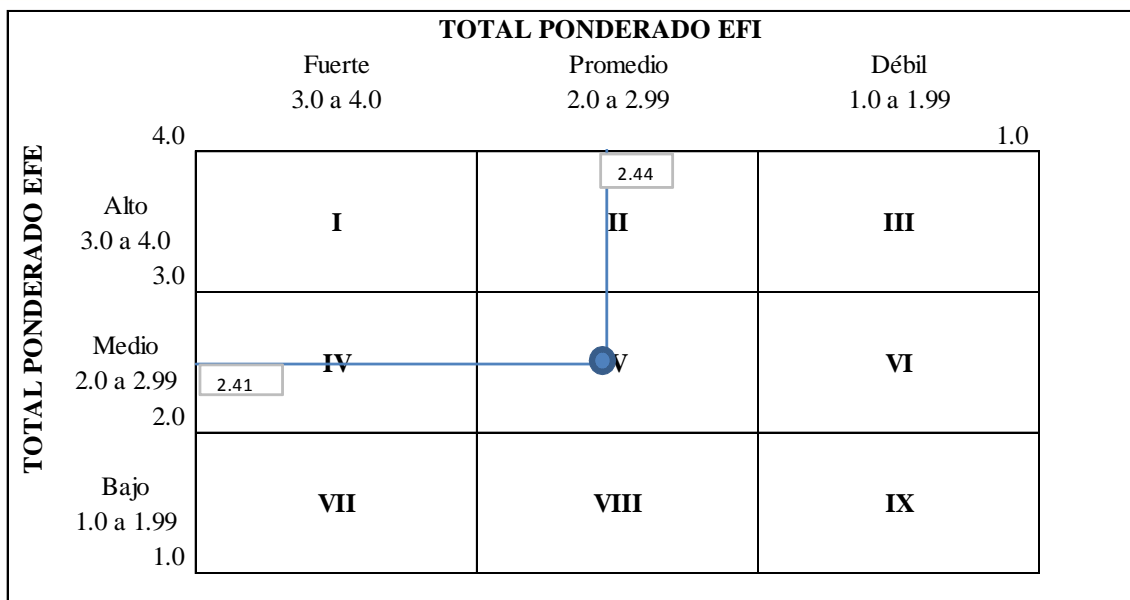 TOTAL PONDERADO EFI
Fuerte Promedio Débil
3.0 a 4.0 2.0 a 2.99 1.0 a 1.99
4.0 1.0
TOTAL PONDERADO EFE
2.44
Alto
3.0 a 4.0
I II III
3.0
Medio
2.0 a 2.99
IV V VI
2.41
2.0
Bajo
1.0 a 1.99
VII VIII IX
1.0